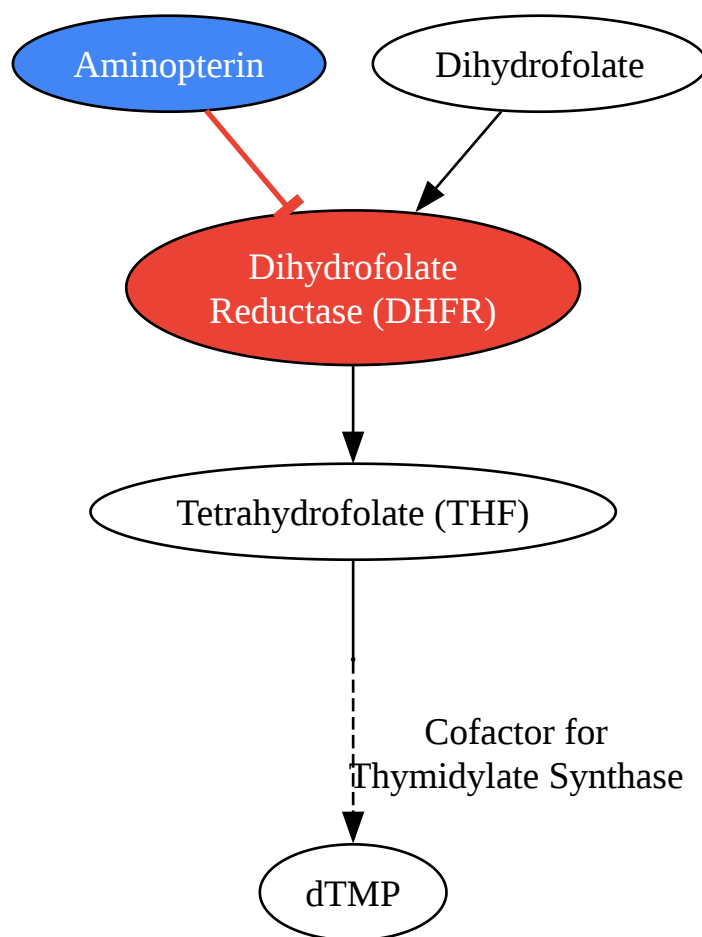 Aminopterin
Dihydrofolate
Dihydrofolate
Reductase (DHFR)
Tetrahydrofolate (THF)
Cofactor for
Thymidylate Synthase
dTMP